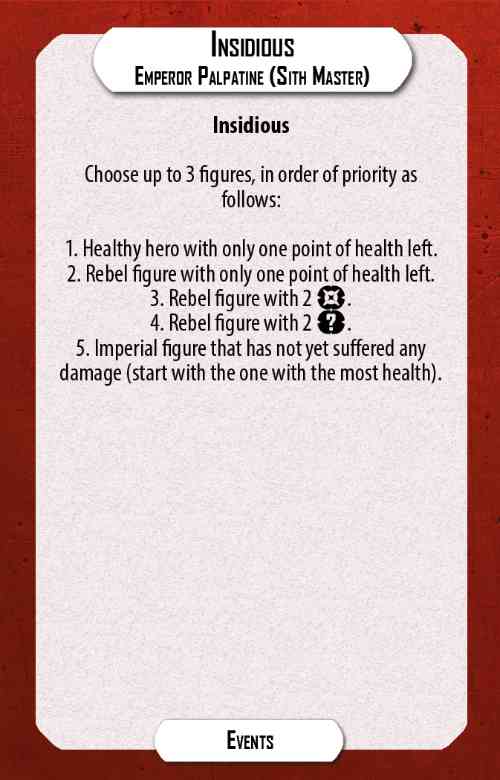 Insidious
Emperor Palpatine (Sith Master)
Insidious
Choose up to 3 figures, in order of priority as
follows:
1. Healthy hero with only one point of health left.
2. Rebel figure with only one point of health left.
3. Rebel figure with 2 .
4. Rebel figure with 2 ? .
5. Imperial figure that has not yet suffered any
damage (start with the one with the most health).
Events